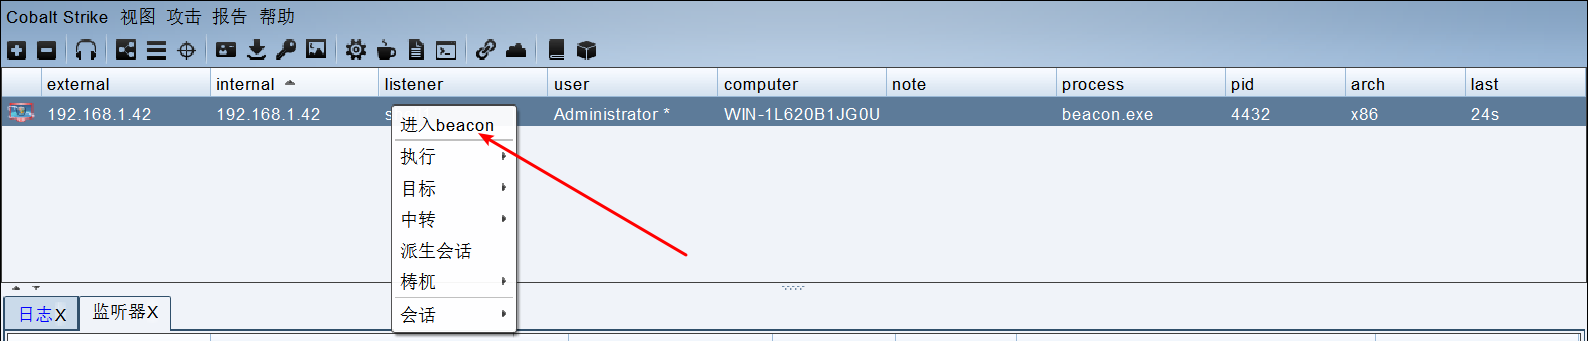 Cobalt Strike 视图 攻击 报告 帮助
external internal listener user computer note process pid arch last
192.168.1.42 192.168.1.42 s Administrator * WIN-1L620B1JG0U beacon.exe 4432 x86 24s
进入beacon
执行
目标
中转
派生会话
梼杌
会话
日志X 监听器X